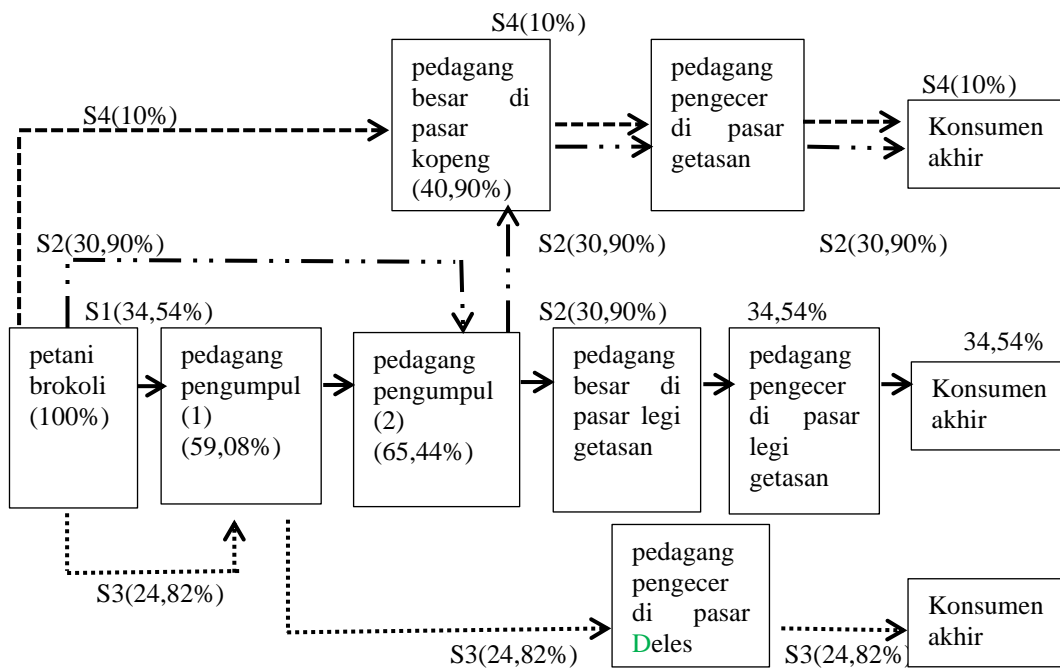 S4(10%)
pedagang
besar di
pasar
kopeng
(40,90%)
pedagang
pengecer
di pasar
getasan
S4(10%)
S4(10%)
Konsumen
akhir
S2(30,90%)
S2(30,90%)
S2(30,90%)
S1(34,54%)
S2(30,90%)
34,54%
34,54%
petani
brokoli
(100%)
pedagang
pengumpul
(1)
(59,08%)
pedagang
pengumpul
(2)
(65,44%)
pedagang
besar di
pasar legi
getasan
pedagang
pengecer
di pasar
legi
getasan
Konsumen
akhir
S3(24,82%)
pedagang
pengecer
di pasar
Deles
S3(24,82%)
Konsumen
akhir